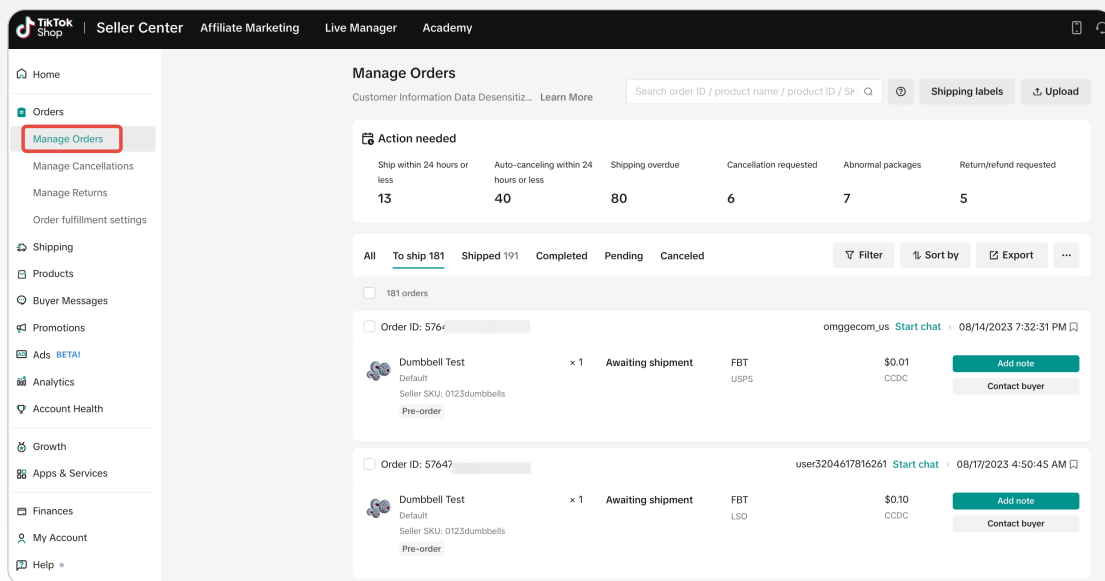 TikTok Shop | Seller Center Affiliate Marketing Live Manager Academy
Home
Orders
Manage Orders
Manage Cancellations
Manage Returns
Order fulfillment settings
Shipping
Products
Buyer Messages
Promotions
Ads BETA!
Analytics
Account Health
Growth
Apps & Services
Finances
My Account
Help
Manage Orders
Customer Information Data Desensitiz... Learn More
Search order ID / product name / product ID / SK
Shipping labels
Upload
Action needed
Ship within 24 hours or less
13
Auto-canceling within 24 hours or less
40
Shipping overdue
80
Cancellation requested
6
Abnormal packages
7
Return/refund requested
5
All To ship 181 Shipped 191 Completed Pending Canceled
Filter Sort by Export ...
181 orders
Order ID: 5764
omggecom_us Start chat 08/14/2023 7:32:31 PM
Dumbbell Test × 1 Awaiting shipment FBT $0.01 Add note
Default USPS CCDC Contact buyer
Seller SKU: 0123dumbbells
Pre-order
Order ID: 57647
user3204617816261 Start chat 08/17/2023 4:50:45 AM
Dumbbell Test × 1 Awaiting shipment FBT $0.10 Add note
Default LSO CCDC Contact buyer
Seller SKU: 0123dumbbells
Pre-order